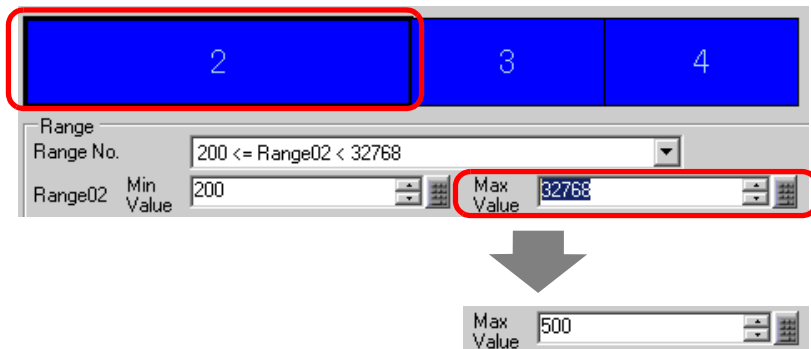 2 3 4
Range
Range No. 200 <= Range02 < 32768
Range02 Min Value 200 Max Value 32768
Max Value 500